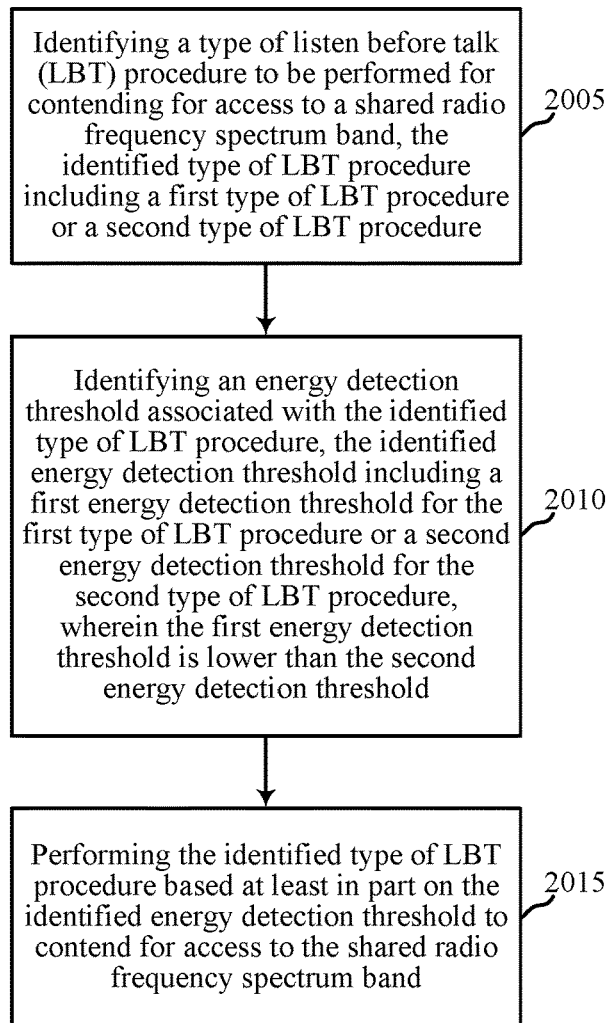 Identifying a type of listen before talk
(LBT) procedure to be performed for
contending for access to a shared radio
frequency spectrum band, the
identified type of LBT procedure
including a first type of LBT procedure
or a second type of LBT procedure
2005
Identifying an energy detection
threshold associated with the identified
type of LBT procedure, the identified
energy detection threshold including a
first energy detection threshold for the
first type of LBT procedure or a second
energy detection threshold for the
second type of LBT procedure,
wherein the first energy detection
threshold is lower than the second
energy detection threshold
2010
Performing the identified type of LBT
procedure based at least in part on the
identified energy detection threshold to
contend for access to the shared radio
frequency spectrum band
2015